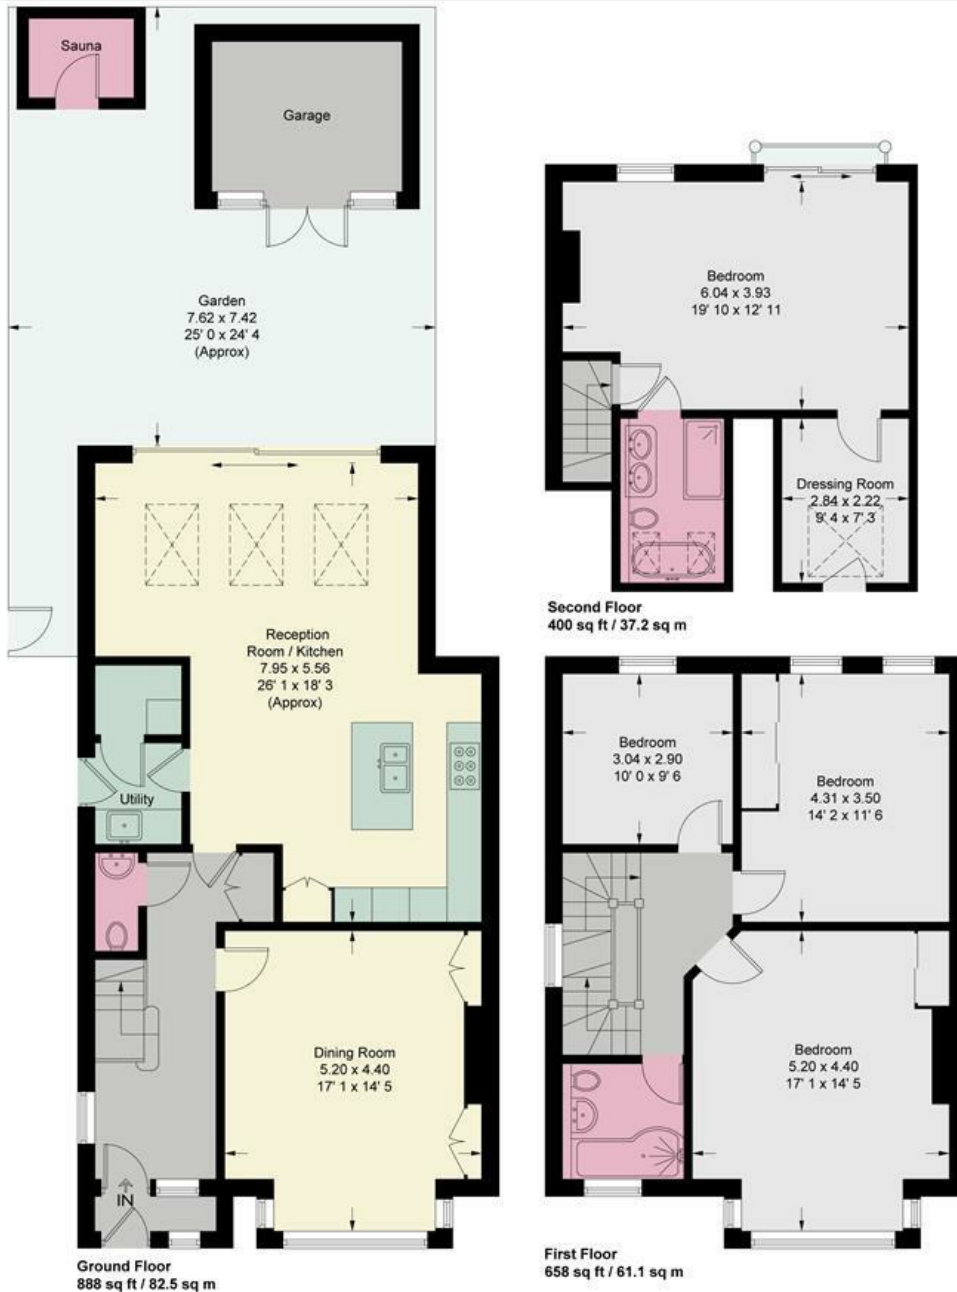 Sauna
Garage
Garden
7.62 x 7.42
25' 0 x 24' 4
(Approx)
Reception
Room / Kitchen
7.95 x 5.56
26' 1 x 18' 3
(Approx)
Utility
Dining Room
5.20 x 4.40
17' 1 x 14' 5
IN
Ground Floor
888 sq ft / 82.5 sq m
Bedroom
6.04 x 3.93
19' 10 x 12' 11
Dressing Room
2.84 x 2.22
9' 4 x 7' 3
Second Floor
400 sq ft / 37.2 sq m
Bedroom
3.04 x 2.90
10' 0 x 9' 6
Bedroom
4.31 x 3.50
14' 2 x 11' 6
Bedroom
5.20 x 4.40
17' 1 x 14' 5
First Floor
658 sq ft / 61.1 sq m